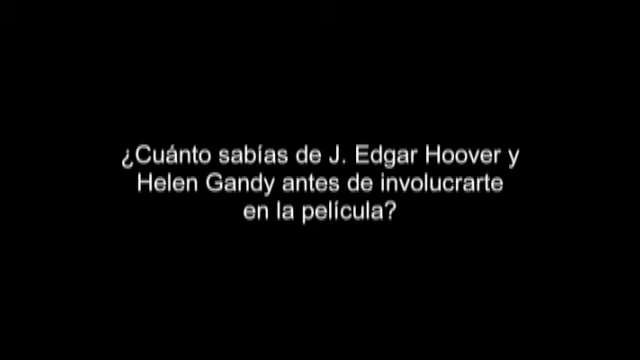 ¿Cuánto sabías de J. Edgar Hoover y
Helen Gandy antes de involucrarte
en la película?